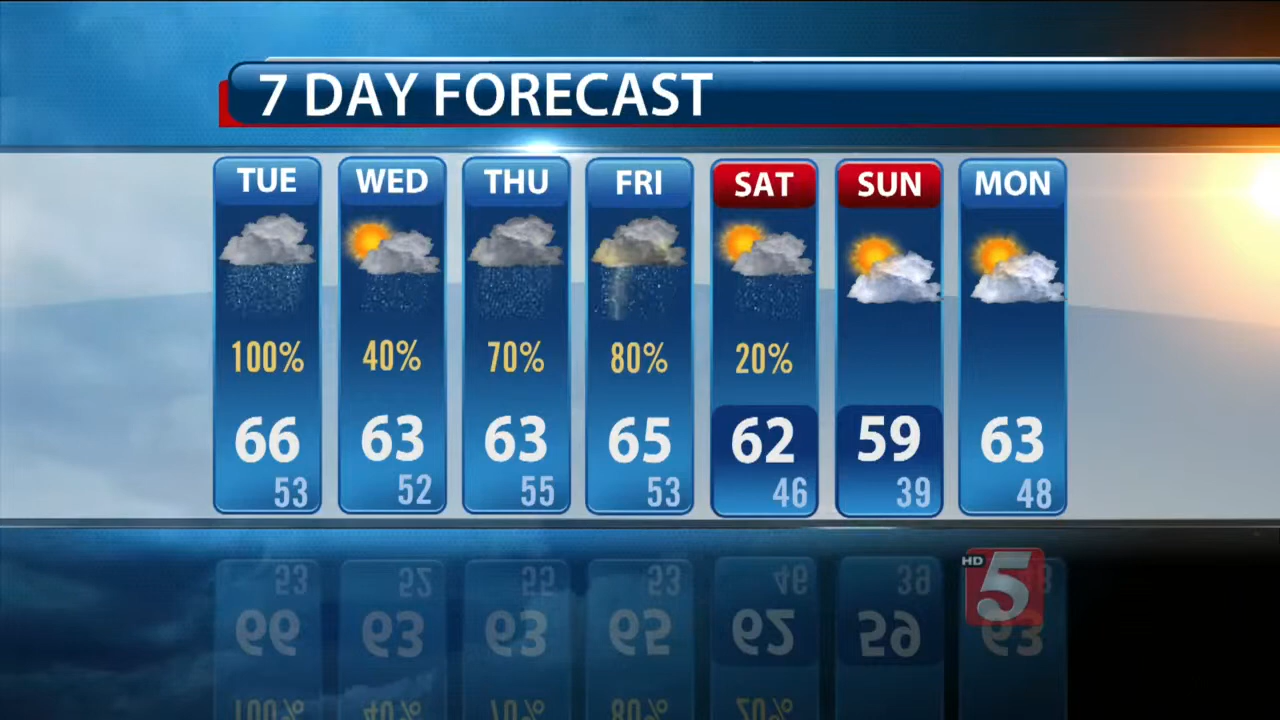 7 DAY FORECAST
TUE WED THU FRI SAT SUN MON
100% 40% 70% 80% 20%
66 63 63 65 62 59 63
53 52 55 53 46 39 48
HD 5